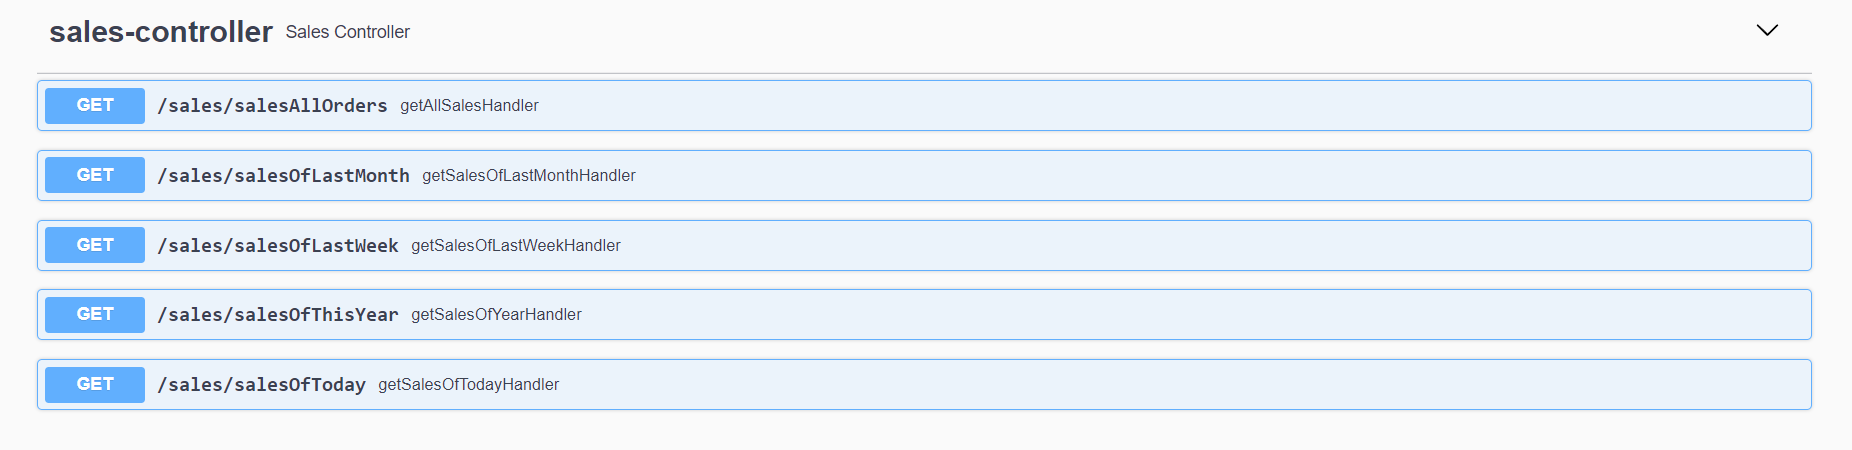 sales-controller Sales Controller
GET /sales/salesAllOrders getAllSalesHandler
GET /sales/salesOfLastMonth getSalesOfLastMonthHandler
GET /sales/salesOfLastWeek getSalesOfLastWeekHandler
GET /sales/salesOfThisYear getSalesOfYearHandler
GET /sales/salesOfToday getSalesOfTodayHandler